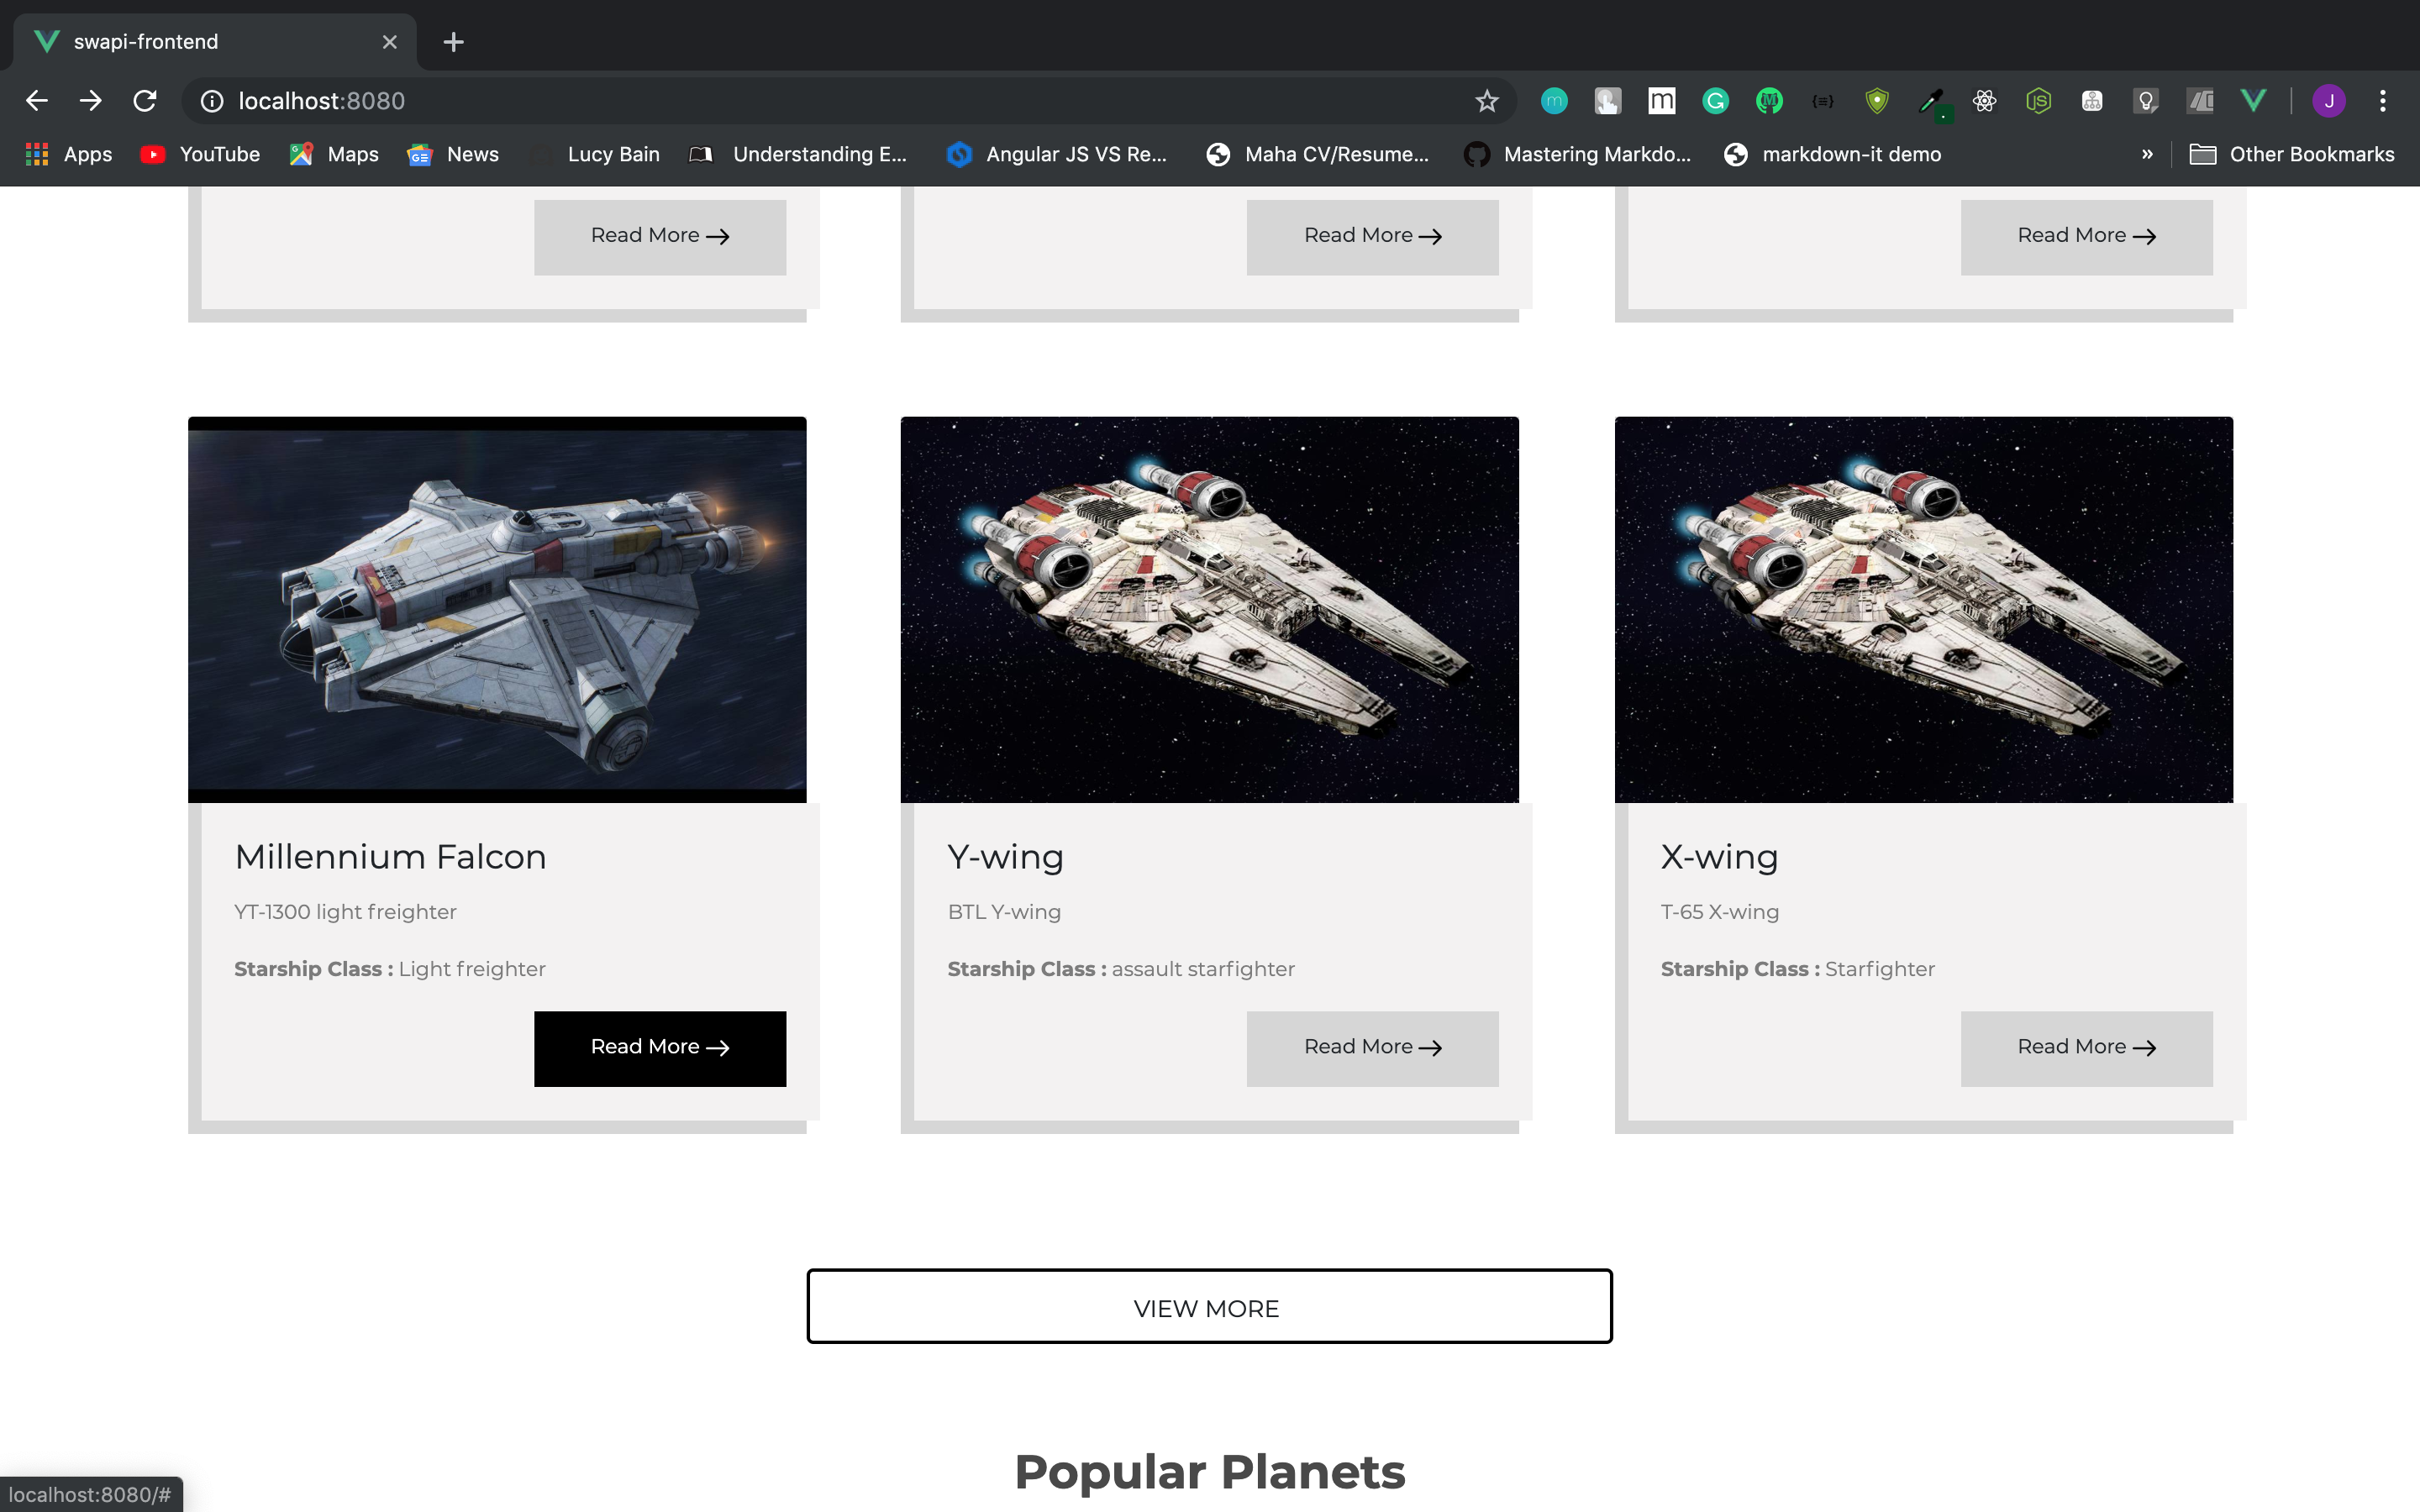 swapi-frontend
localhost:8080
J
Apps YouTube Maps News Lucy Bain Understanding E... Angular JS VS Re... Maha CV/Resume... Mastering Markdo... markdown-it demo » Other Bookmarks
Read More → Read More → Read More →
Millennium Falcon
YT-1300 light freighter
Starship Class : Light freighter
Read More →
Y-wing
BTL Y-wing
Starship Class : assault starfighter
Read More →
X-wing
T-65 X-wing
Starship Class : Starfighter
Read More →
VIEW MORE
Popular Planets
localhost:8080/#